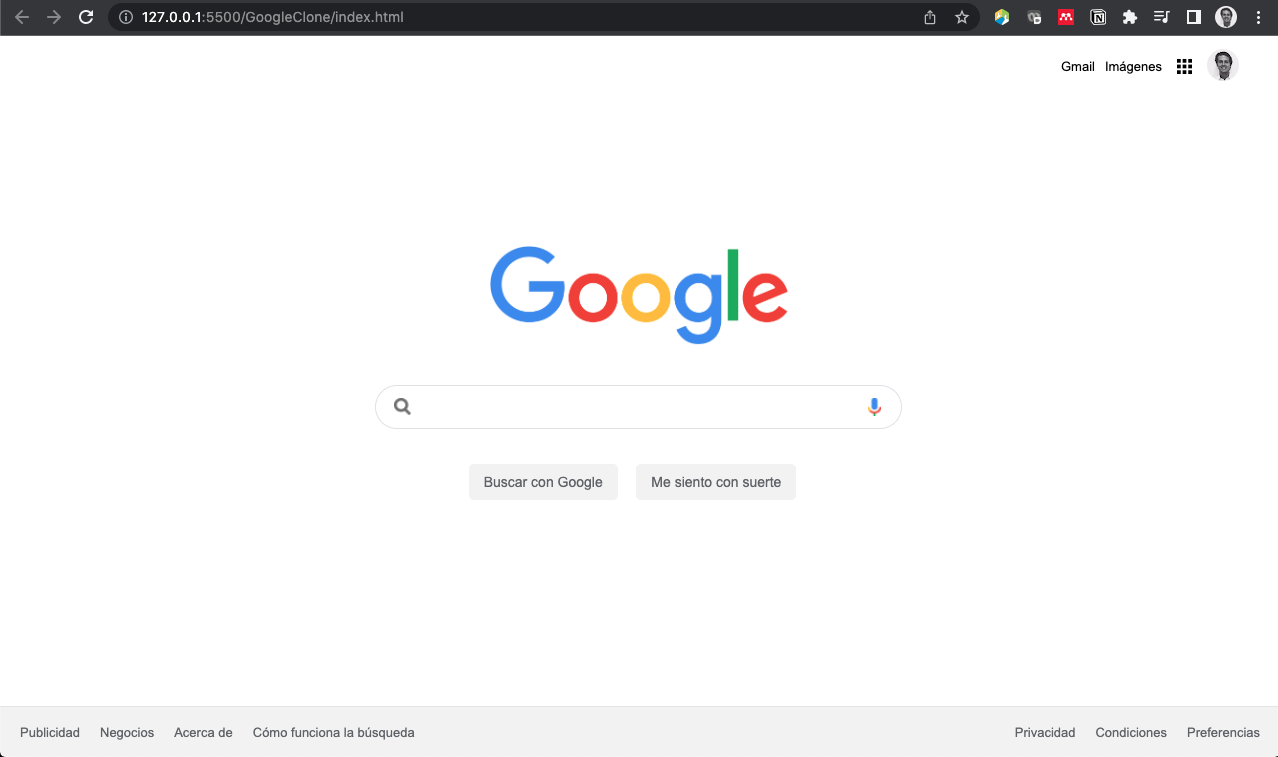 127.0.0.1:5500/GoogleClone/index.html
Gmail Imágenes
Google
Buscar con Google Me siento con suerte
Publicidad Negocios Acerca de Cómo funciona la búsqueda Privacidad Condiciones Preferencias